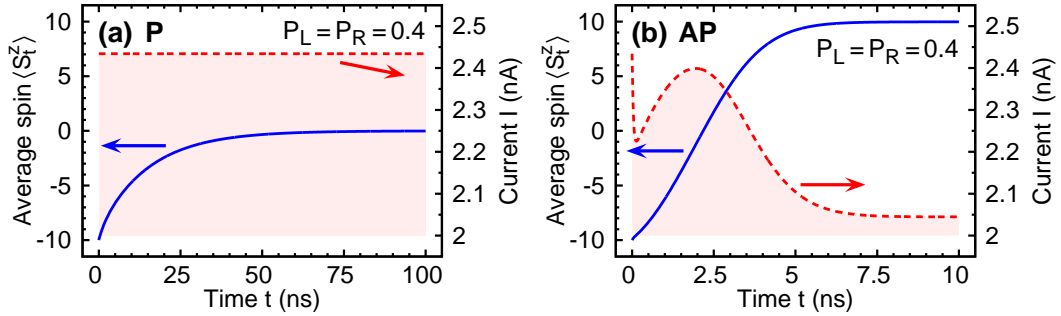 (a) P
P_L = P_R = 0.4
Average spin ⟨S_t^z⟩
10
5
0
-5
-10
2.5
2.4
2.3
2.2
2.1
2
Current I (nA)
0 25 50 75 100
Time t (ns)
(b) AP
P_L = P_R = 0.4
Average spin ⟨S_t^z⟩
10
5
0
-5
-10
2.5
2.4
2.3
2.2
2.1
2
Current I (nA)
0 2.5 5 7.5 10
Time t (ns)